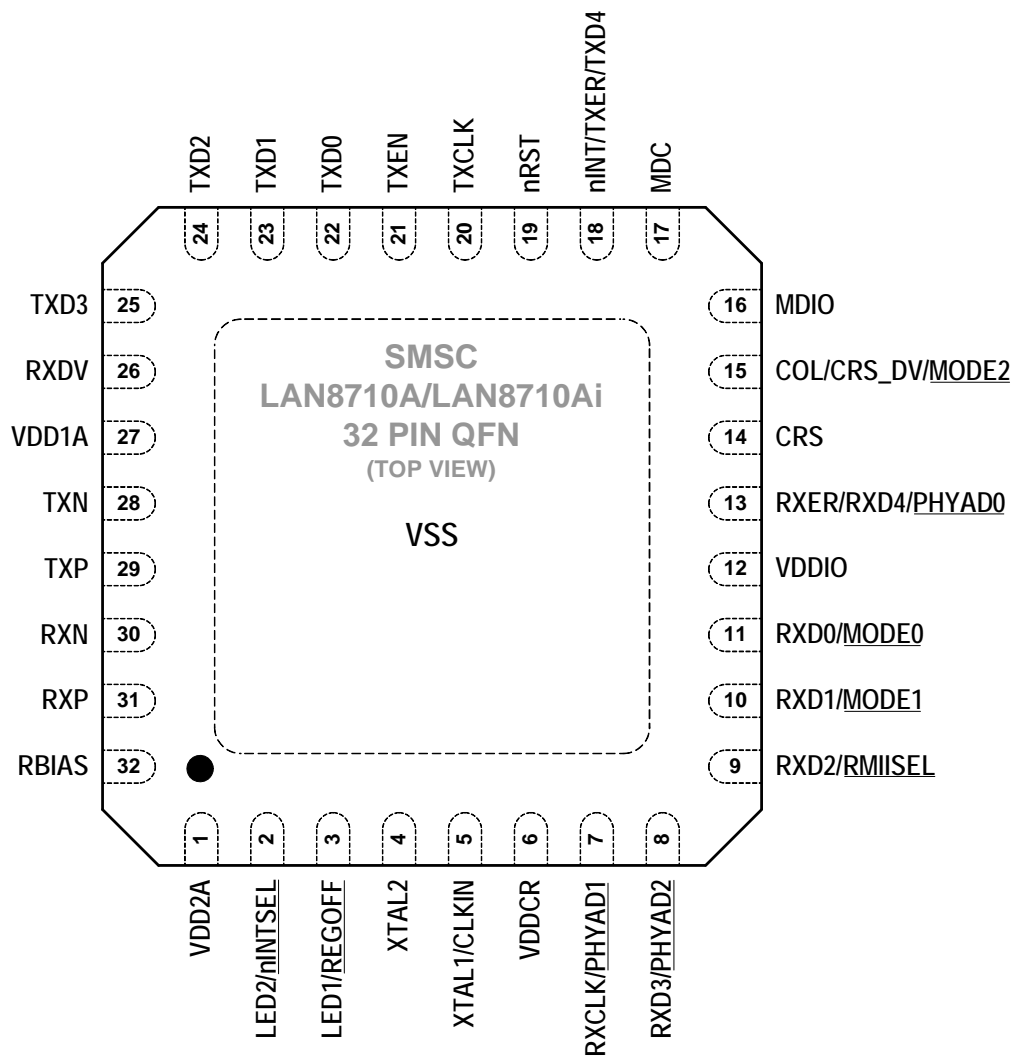 nINT/TXER/TXD4
TXD2
TXD1
TXD0
TXEN
TXCLK
nRST
MDC
24
23
22
21
20
19
18
17
TXD3 25
RXDV 26
VDD1A 27
TXN 28
TXP 29
RXN 30
RXP 31
RBIAS 32
SMSC
LAN8710A/LAN8710Ai
32 PIN QFN
(TOP VIEW)
VSS
16 MDIO
15 COL/CRS_DV/MODE2
14 CRS
13 RXER/RXD4/PHYAD0
12 VDDIO
11 RXD0/MODE0
10 RXD1/MODE1
9 RXD2/RMIISEL
1
2
3
4
5
6
7
8
VDD2A
LED2/nINTSEL
LED1/REGOFF
XTAL2
XTAL1/CLKIN
VDDCR
RXCLK/PHYAD1
RXD3/PHYAD2